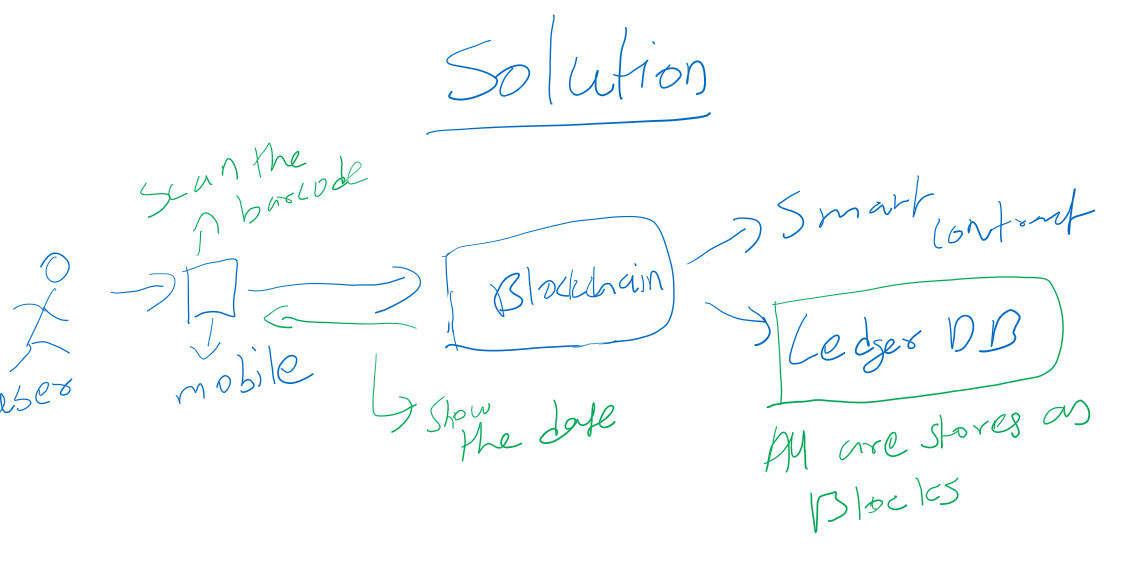 Solution
scan the
barcode
Smart
contract
Blockchain
Ledger DB
user
mobile
show
the date
All are stores as
Blocks